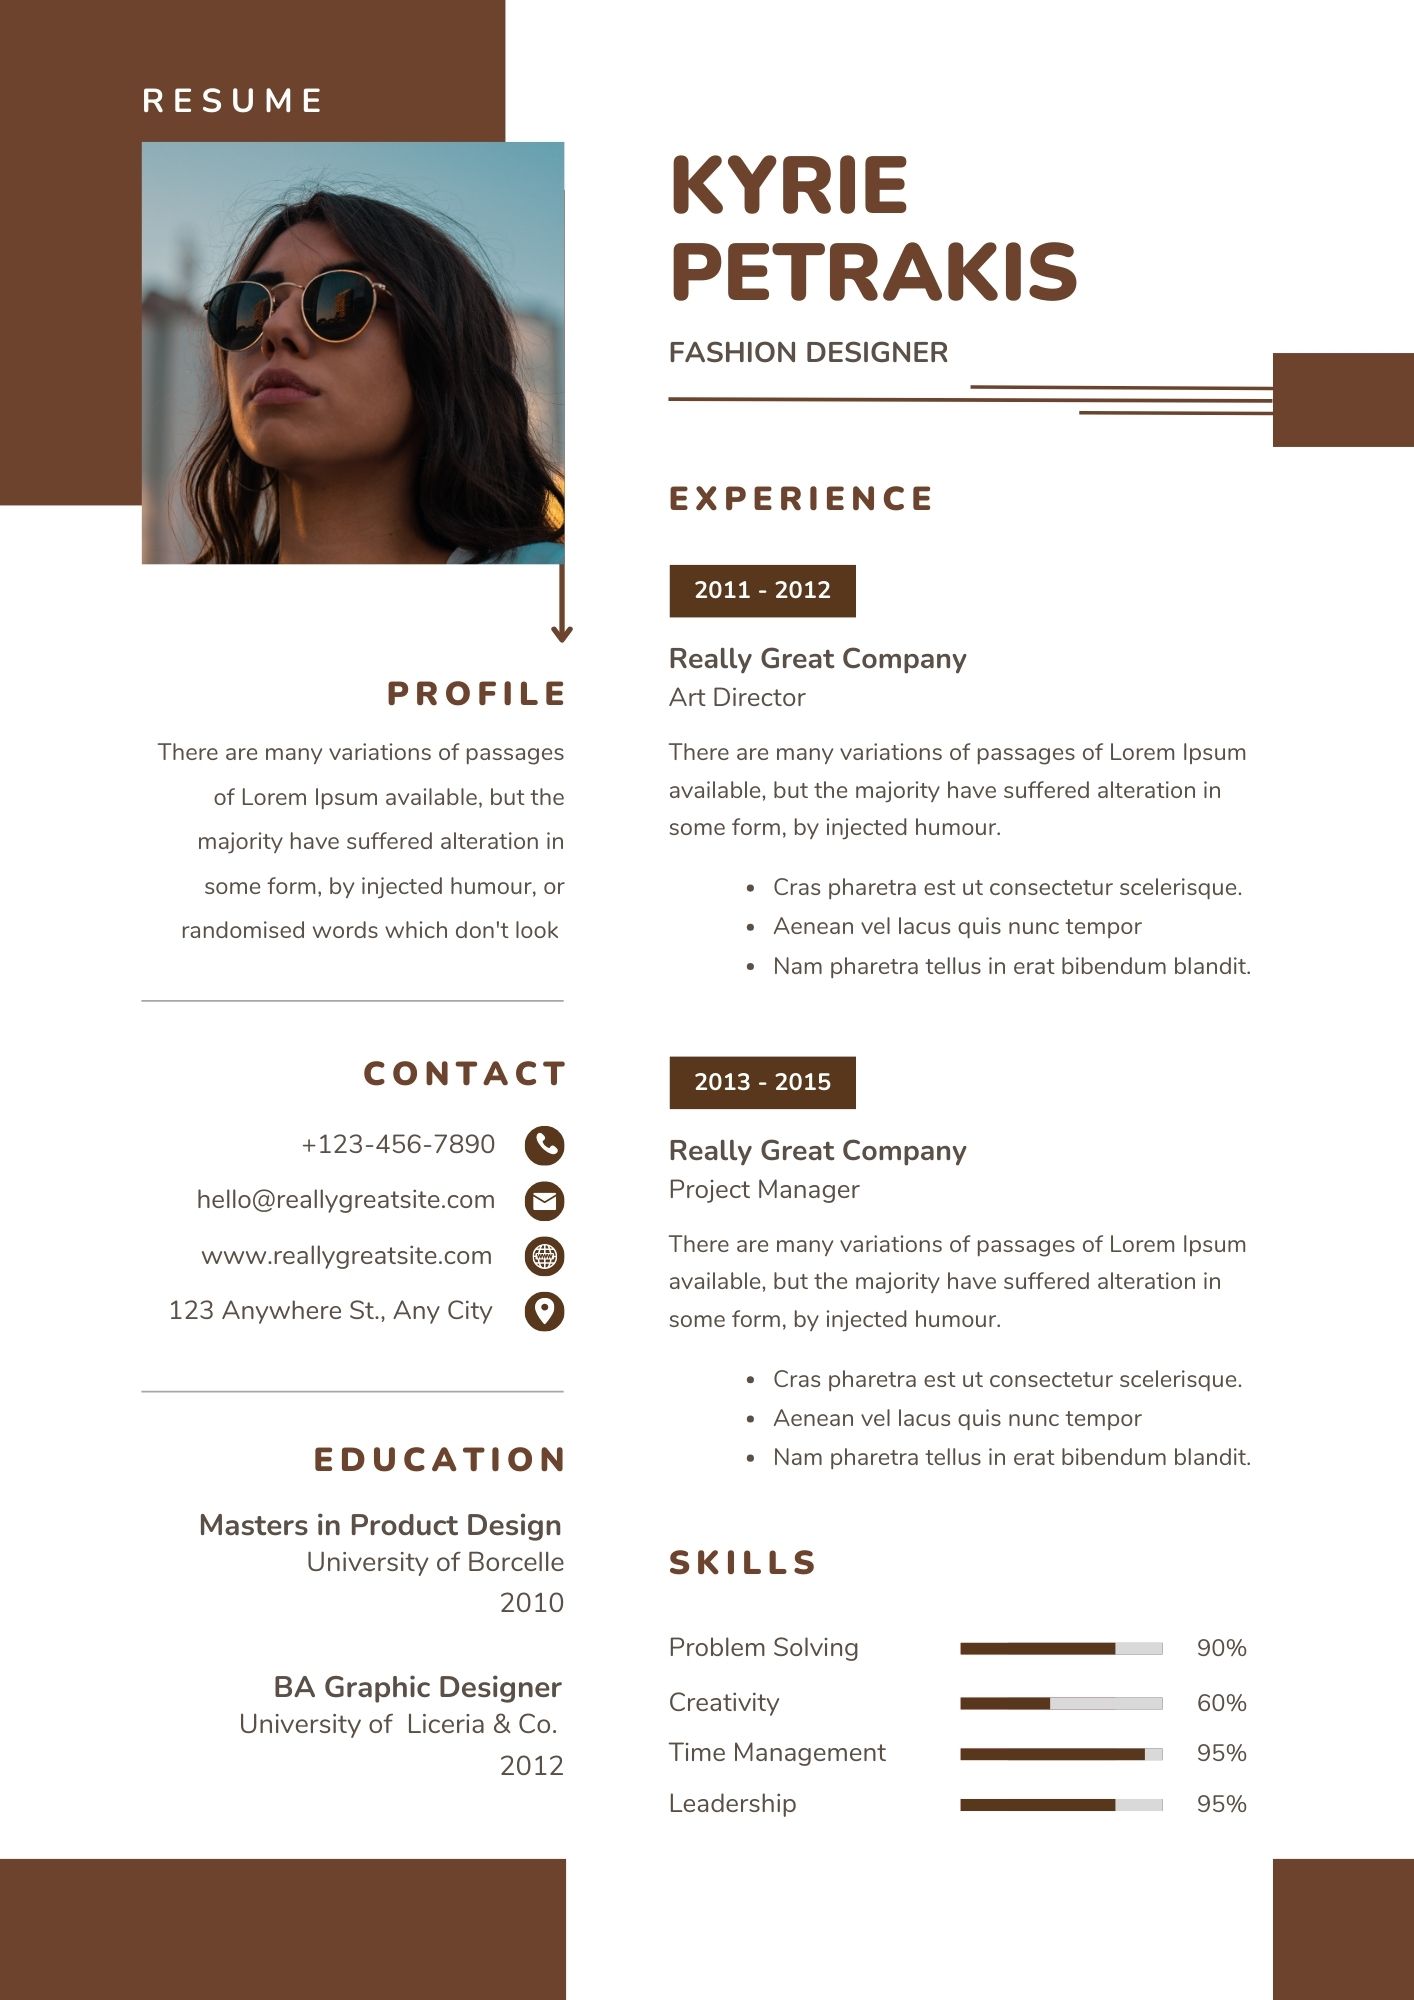 RESUME
KYRIE
PETRAKIS
FASHION DESIGNER
PROFILE
There are many variations of passages
of Lorem Ipsum available, but the
majority have suffered alteration in
some form, by injected humour, or
randomised words which don't look
CONTACT
+123-456-7890
hello@reallygreatsite.com
www.reallygreatsite.com
123 Anywhere St., Any City
EDUCATION
Masters in Product Design
University of Borcelle
2010
BA Graphic Designer
University of  Liceria & Co.
2012
EXPERIENCE
2011 - 2012
Really Great Company
Art Director
There are many variations of passages of Lorem Ipsum
available, but the majority have suffered alteration in
some form, by injected humour.
• Cras pharetra est ut consectetur scelerisque.
• Aenean vel lacus quis nunc tempor
• Nam pharetra tellus in erat bibendum blandit.
2013 - 2015
Really Great Company
Project Manager
There are many variations of passages of Lorem Ipsum
available, but the majority have suffered alteration in
some form, by injected humour.
• Cras pharetra est ut consectetur scelerisque.
• Aenean vel lacus quis nunc tempor
• Nam pharetra tellus in erat bibendum blandit.
SKILLS
Problem Solving 90%
Creativity 60%
Time Management 95%
Leadership 95%